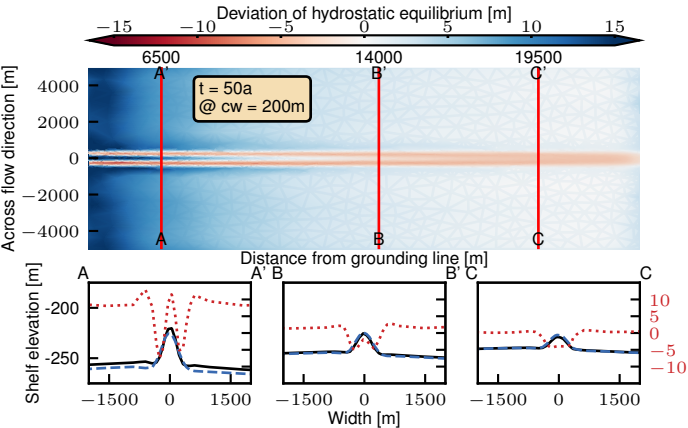 Deviation of hydrostatic equilibrium [m]
−15 −10 −5 0 5 10 15
6500 14000 19500
A' B' C'
t = 50a
@ cw = 200m
Across flow direction [m]
4000
2000
0
−2000
−4000
A B C
Distance from grounding line [m]
A A' B B' C C
Shelf elevation [m]
-200
-250
10
5
0
−5
−10
−1500 0 1500 −1500 0 1500 −1500 0 1500
Width [m]